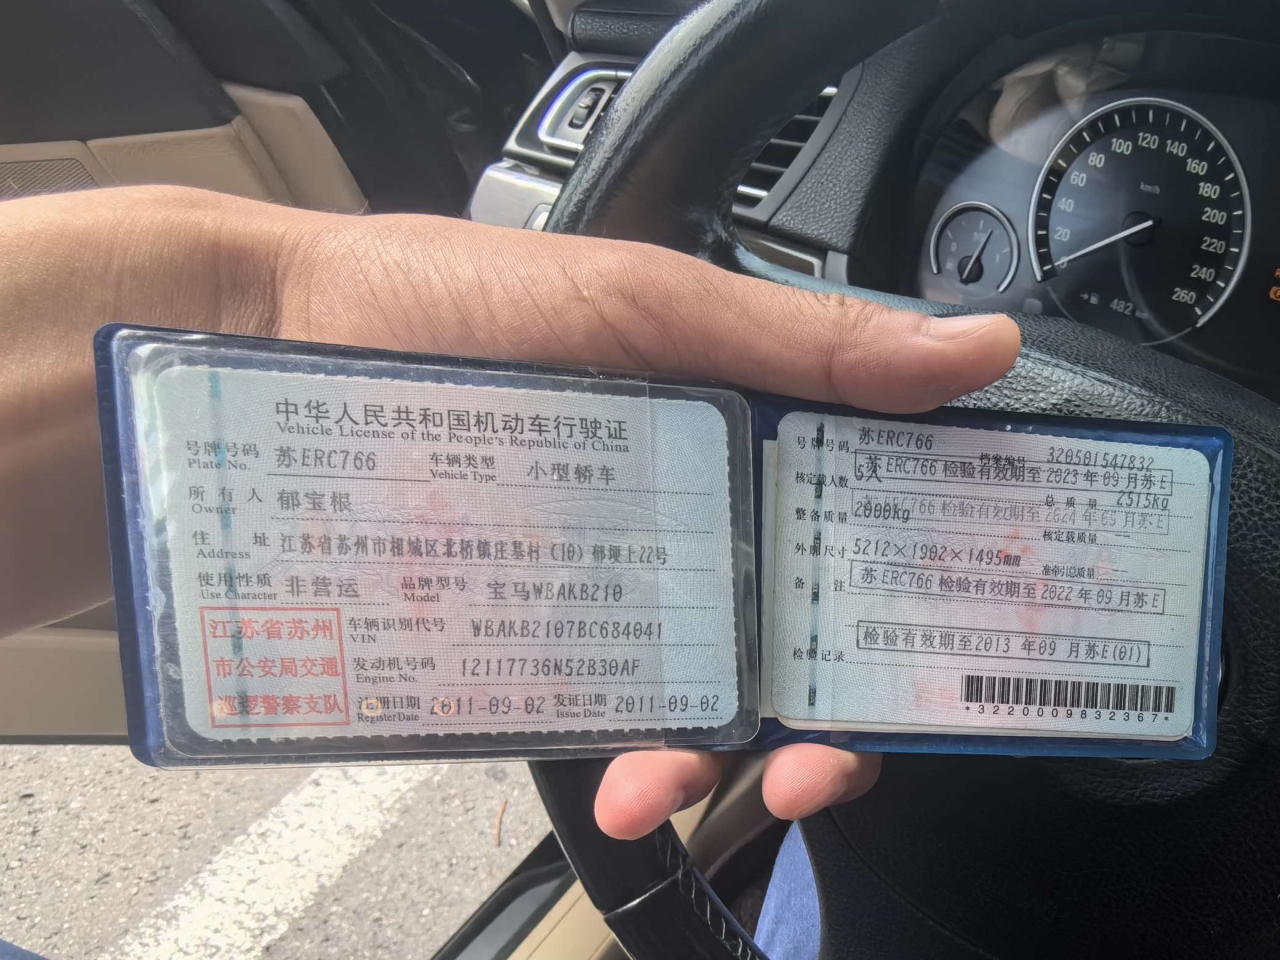 中华人民共和国机动车行驶证
Vehicle License of the People's Republic of China
号牌号码 苏ERC766 车辆类型 小型轿车
Plate No. Vehicle Type
所有人 郁宝根
Owner
住址 江苏省苏州市相城区北桥镇庄基村(10)郁埂上22号
Address
使用性质 非营运 品牌型号 宝马WBAKB210
Use Character Model
江苏省苏州
市公安局交通
巡逻警察支队
车辆识别代号 WBAKB2107BC684041
VIN
发动机号码 12117736N52B30AF
Engine No.
注册日期 2011-09-02 发证日期 2011-09-02
Register Date Issue Date
号牌号码 苏ERC766 档案编号 320501547832
苏ERC766 检验有效期至2023年09月苏E
核定载人数 5人 总质量 2515kg
苏ERC766 检验有效期至2024年09月苏E
整备质量 2000kg 核定载质量 —
外廓尺寸 5212×1902×1495mm 准牵引总质量 —
备注 苏ERC766 检验有效期至2022年09月苏E
检验有效期至2013年09月苏E(01)
检验记录
*3220009832367*
km/h
0
20
40
60
80
100
120
140
160
180
200
220
240
260
482